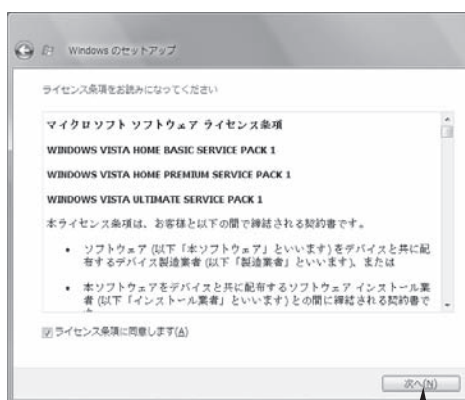 Windows のセットアップ
ライセンス条項をお読みになってください
マイクロソフト ソフトウェア ライセンス条項
WINDOWS VISTA HOME BASIC SERVICE PACK 1
WINDOWS VISTA HOME PREMIUM SERVICE PACK 1
WINDOWS VISTA ULTIMATE SERVICE PACK 1
本ライセンス条項は、お客様と以下の間で締結される契約書です。
• ソフトウェア (以下「本ソフトウェア」といいます) をデバイスと共に配
布するデバイス製造業者 (以下「製造業者」といいます)、または
• 本ソフトウェアをデバイスと共に配布するソフトウェア インストール業
者 (以下「インストール業者」といいます) との間に締結される契約書で
ライセンス条項に同意します(A)
次へ(N)